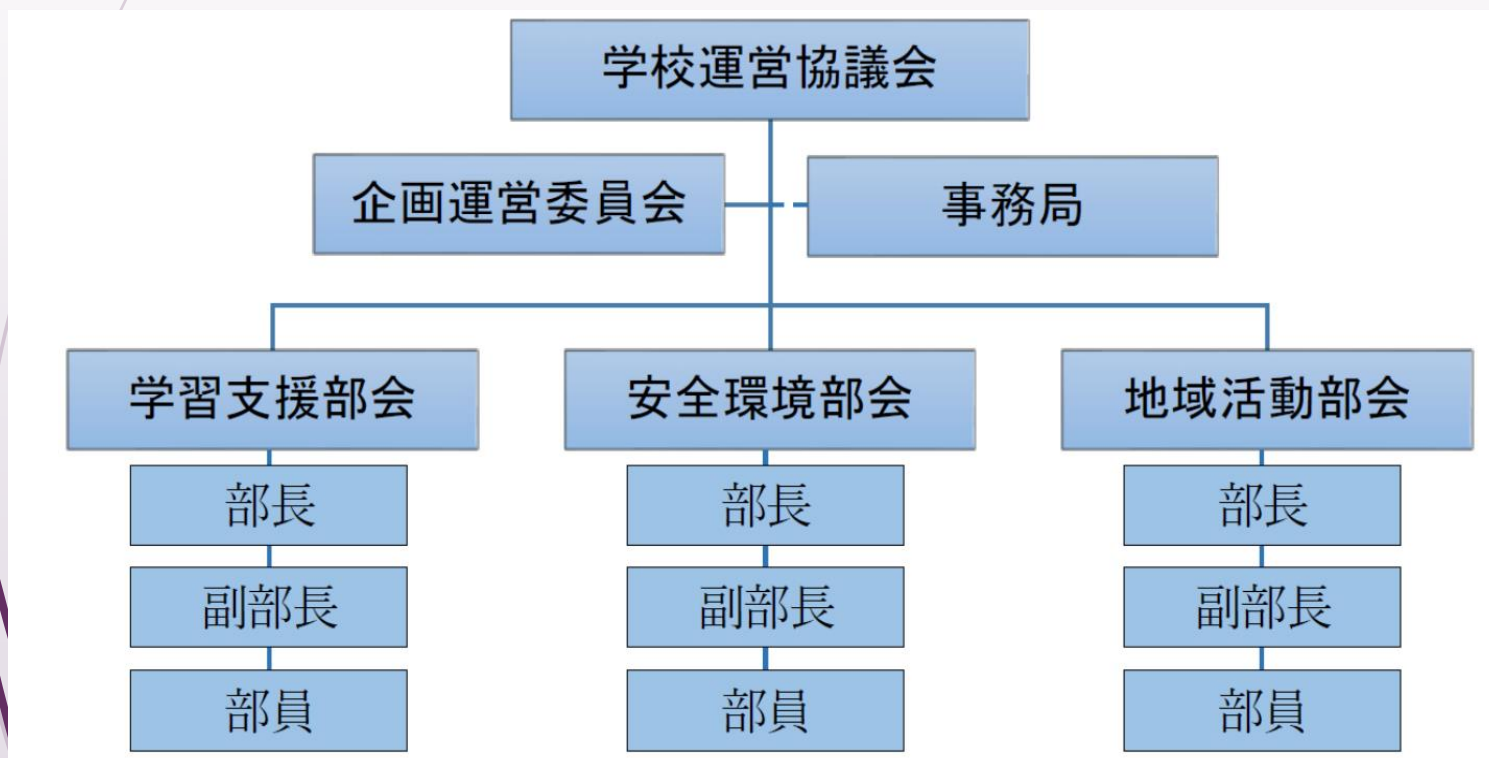 学校運営協議会
企画運営委員会
事務局
学習支援部会
安全環境部会
地域活動部会
部長
部長
部長
副部長
副部長
副部長
部員
部員
部員